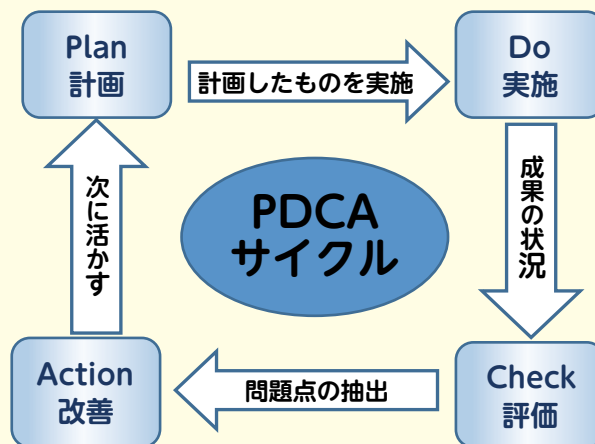 Plan
計画
計画したものを実施
Do
実施
成果の状況
Check
評価
問題点の抽出
Action
改善
次に活かす
PDCA
サイクル